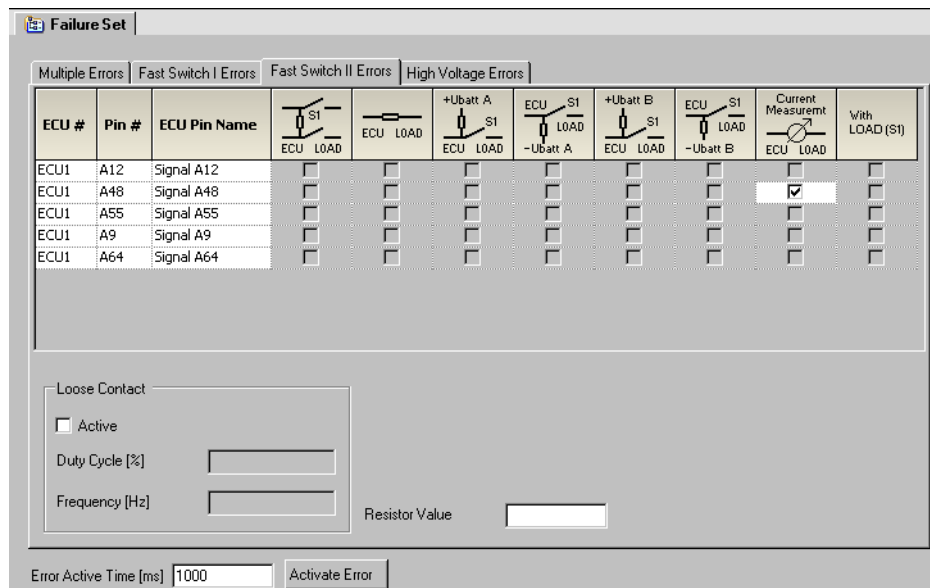 Failure Set
Multiple Errors Fast Switch I Errors Fast Switch II Errors High Voltage Errors
ECU # Pin # ECU Pin Name S1 ECU LOAD ECU LOAD +Ubatt A S1 ECU LOAD ECU S1 LOAD -Ubatt A +Ubatt B S1 ECU LOAD ECU S1 LOAD -Ubatt B Current Measuremt ECU LOAD With LOAD (S1)
ECU1 A12 Signal A12
ECU1 A48 Signal A48
ECU1 A55 Signal A55
ECU1 A9 Signal A9
ECU1 A64 Signal A64
Loose Contact
Active
Duty Cycle [%]
Frequency [Hz]
Resistor Value
Error Active Time [ms] 1000 Activate Error